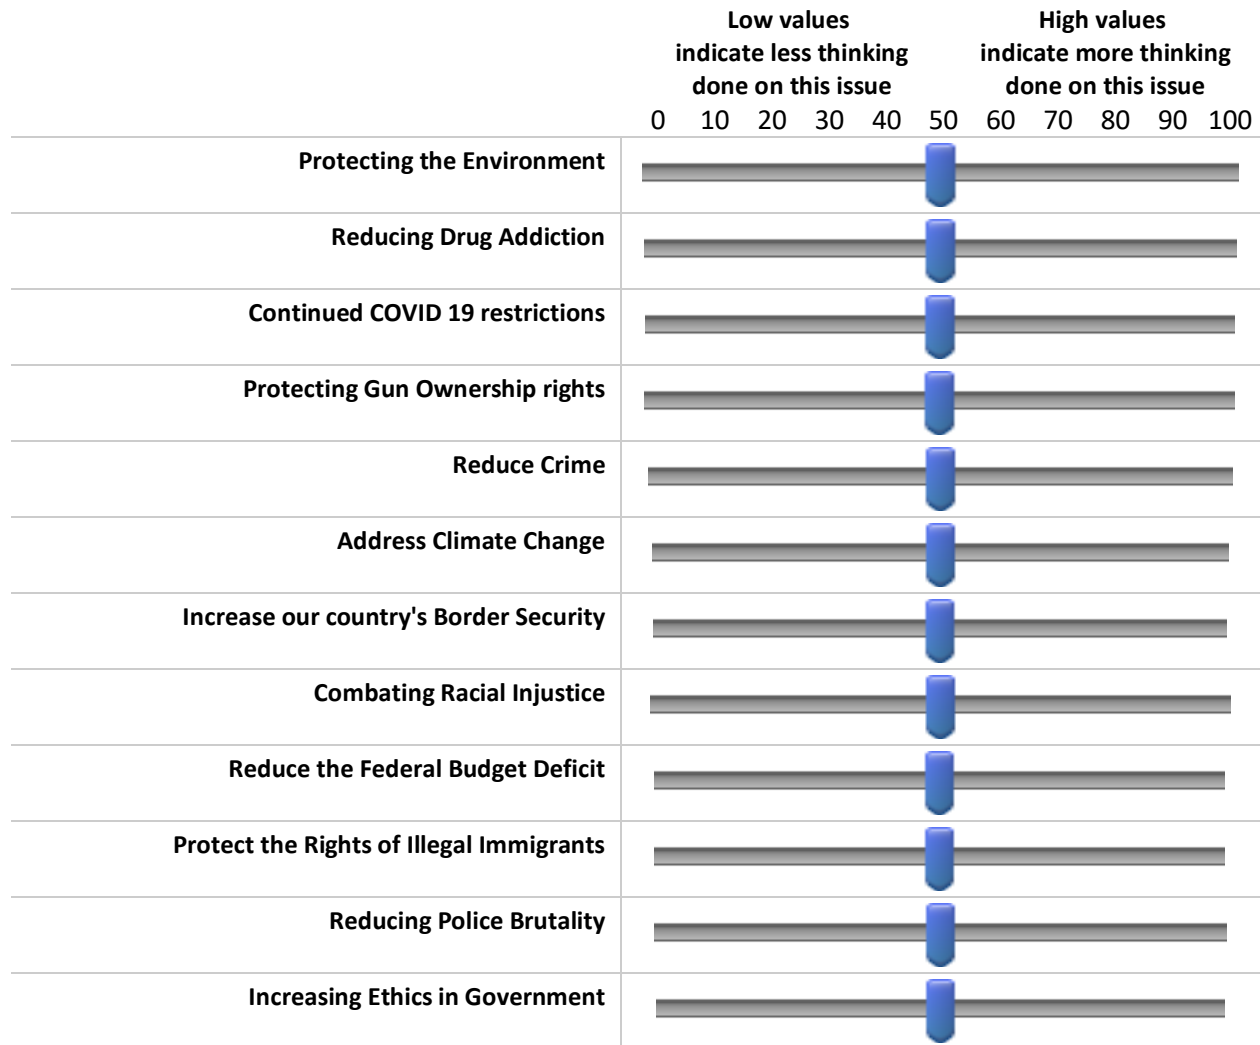 Low values
indicate less thinking
done on this issue
High values
indicate more thinking
done on this issue
0 10 20 30 40 50 60 70 80 90 100
Protecting the Environment
Reducing Drug Addiction
Continued COVID 19 restrictions
Protecting Gun Ownership rights
Reduce Crime
Address Climate Change
Increase our country's Border Security
Combating Racial Injustice
Reduce the Federal Budget Deficit
Protect the Rights of Illegal Immigrants
Reducing Police Brutality
Increasing Ethics in Government